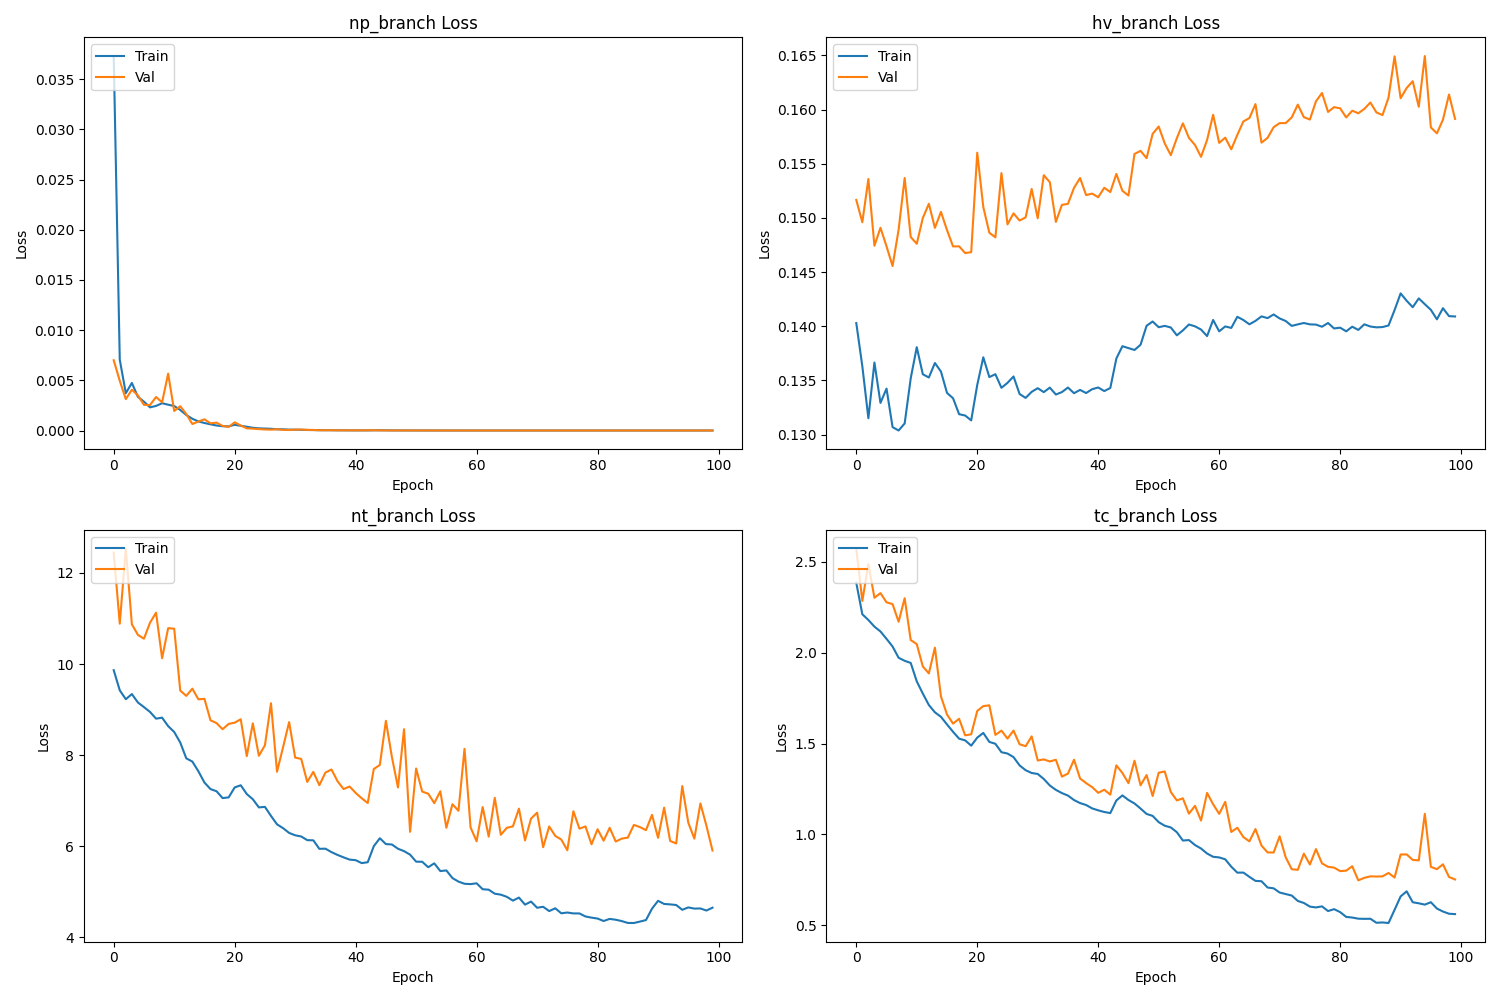 np_branch Loss
Train
Val
0.035
0.030
0.025
0.020
0.015
0.010
0.005
0.000
Loss
0
20
40
60
80
100
Epoch
hv_branch Loss
Train
Val
0.165
0.160
0.155
0.150
0.145
0.140
0.135
0.130
Loss
0
20
40
60
80
100
Epoch
nt_branch Loss
Train
Val
12
10
8
6
4
Loss
0
20
40
60
80
100
Epoch
tc_branch Loss
Train
Val
2.5
2.0
1.5
1.0
0.5
Loss
0
20
40
60
80
100
Epoch